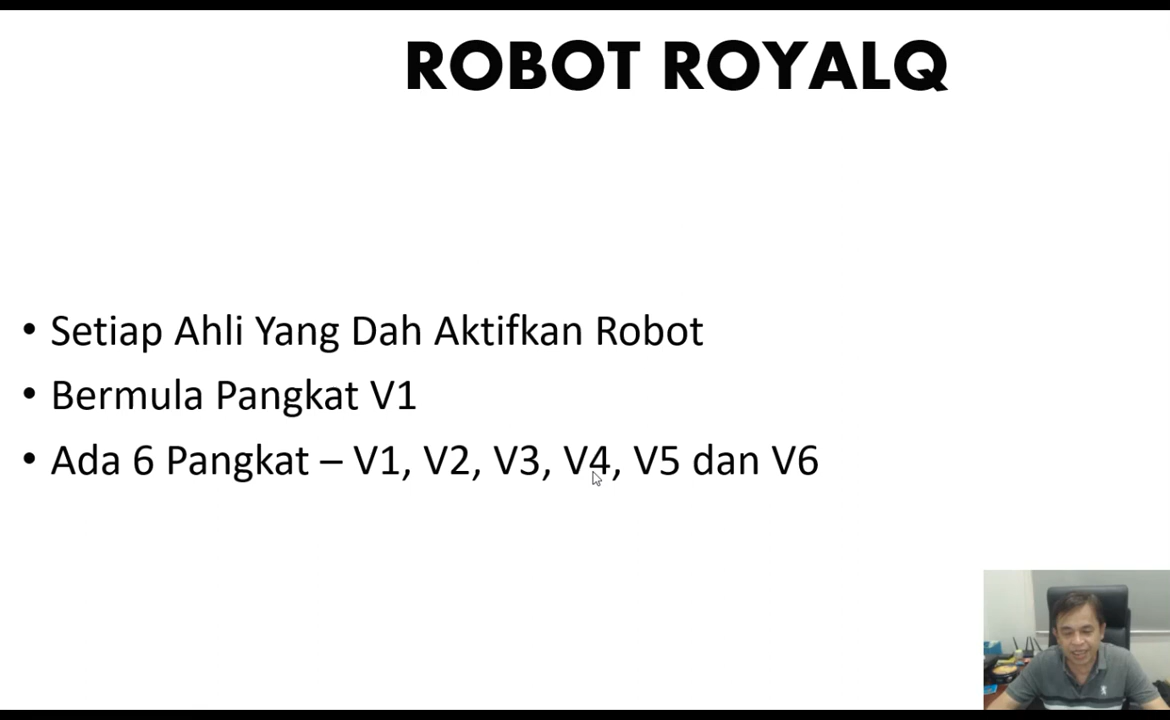 ROBOT ROYALQ
• Setiap Ahli Yang Dah Aktifkan Robot
• Bermula Pangkat V1
• Ada 6 Pangkat – V1, V2, V3, V4, V5 dan V6